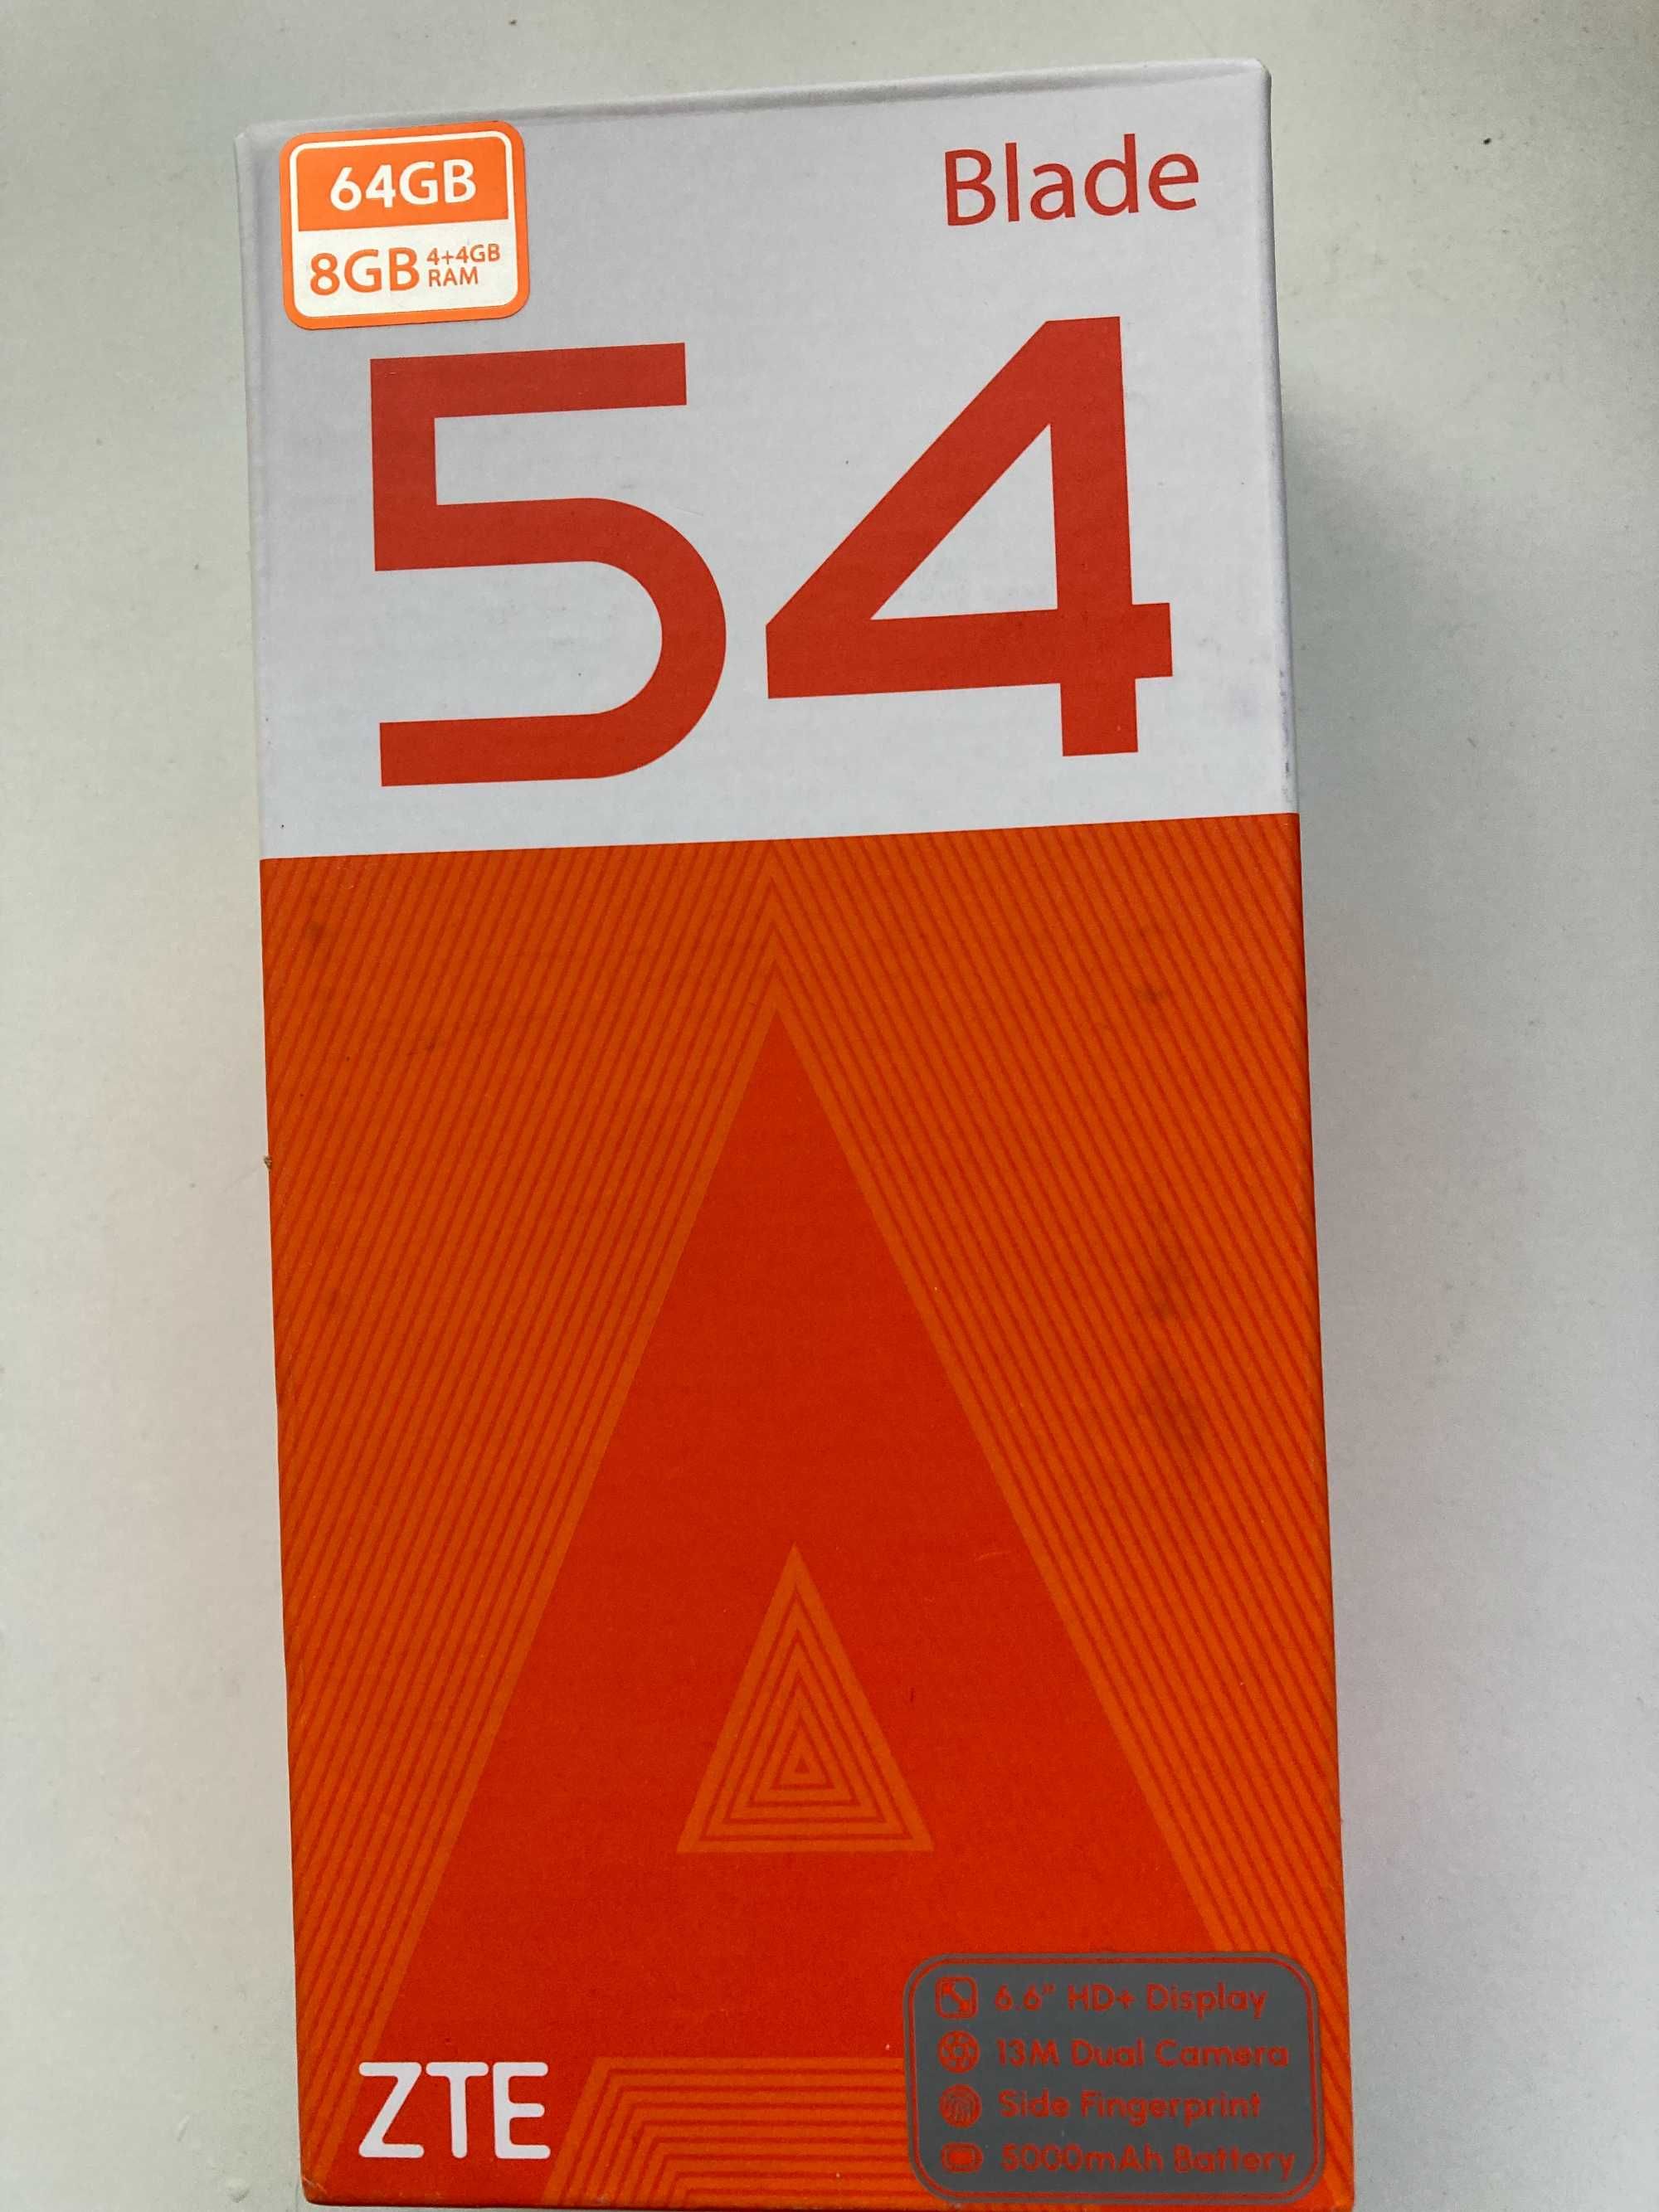 64GB
8GB 4+4GB RAM
Blade
54
A
ZTE
6.6" HD+ Display
13M Dual Camera
Side Fingerprint
5000mAh Battery